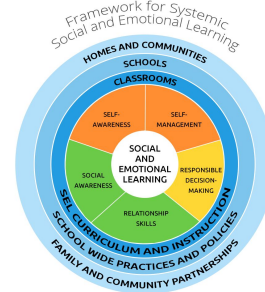 Framework for Systemic
Social and Emotional Learning
HOMES AND COMMUNITIES
SCHOOLS
CLASSROOMS
SELF-
AWARENESS
SELF-
MANAGEMENT
SOCIAL
AWARENESS
SOCIAL
AND
EMOTIONAL
LEARNING
RESPONSIBLE
DECISION-
MAKING
RELATIONSHIP
SKILLS
SEL CURRICULUM AND INSTRUCTION
SCHOOL WIDE PRACTICES AND POLICIES
FAMILY AND COMMUNITY PARTNERSHIPS